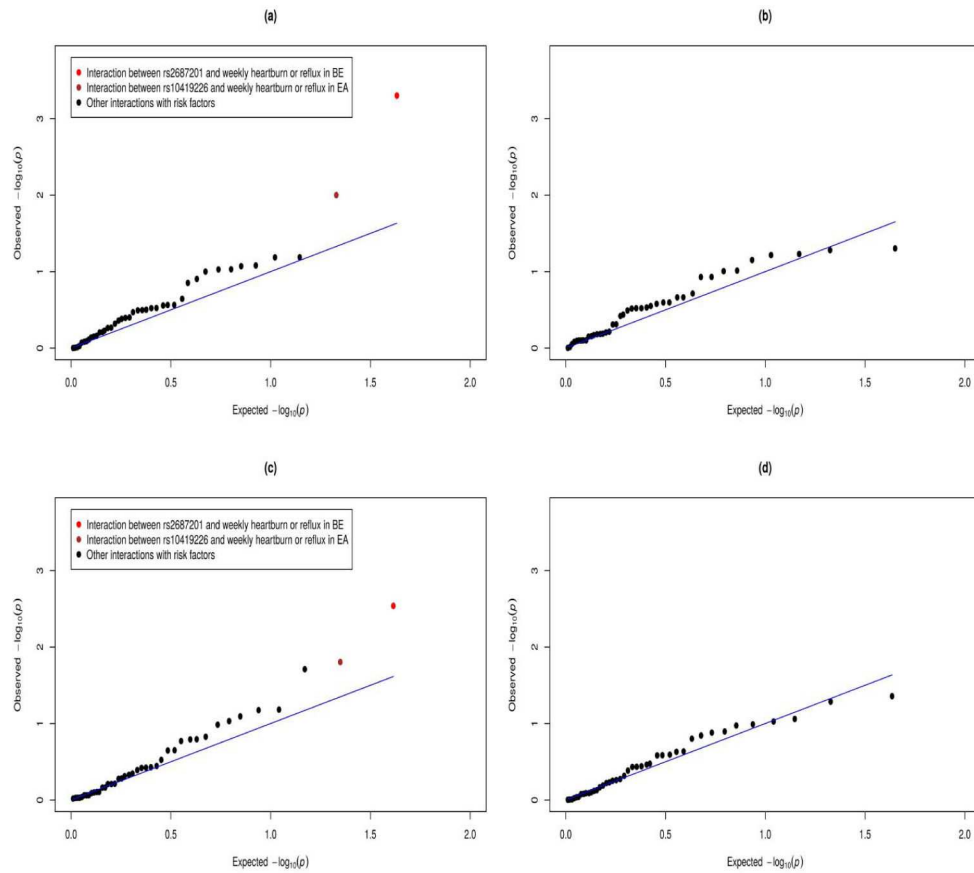 (a)
(b)
Interaction between rs2687201 and weekly heartburn or reflux in BE
Interaction between rs10419226 and weekly heartburn or reflux in EA
Other interactions with risk factors
Observed −log10(p)
0 1 2 3
0.0 0.5 1.0 1.5 2.0
Expected −log10(p)
Observed −log10(p)
0 1 2 3
0.0 0.5 1.0 1.5 2.0
Expected −log10(p)
(c)
(d)
Interaction between rs2687201 and weekly heartburn or reflux in BE
Interaction between rs10419226 and weekly heartburn or reflux in EA
Other interactions with risk factors
Observed −log10(p)
0 1 2 3
0.0 0.5 1.0 1.5 2.0
Expected −log10(p)
Observed −log10(p)
0 1 2 3
0.0 0.5 1.0 1.5 2.0
Expected −log10(p)